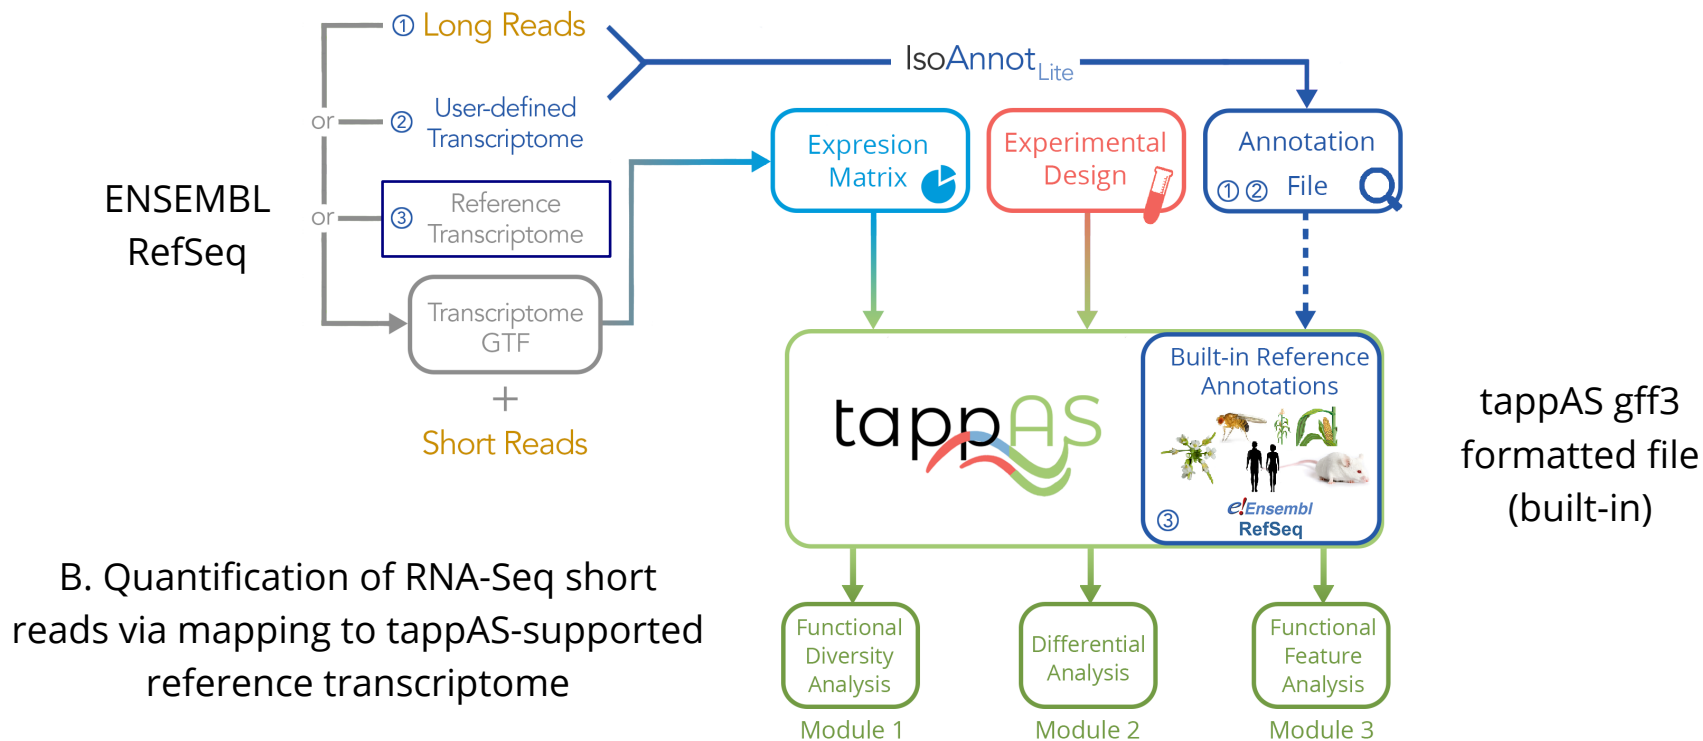 ① Long Reads
or
② User-defined
Transcriptome
ENSEMBL
RefSeq
or
③ Reference
Transcriptome
Transcriptome
GTF
+
Short Reads
IsoAnnot Lite
Expresion
Matrix
Experimental
Design
Annotation
① ② File
tappAS
Built-in Reference
Annotations
e!Ensembl
③ RefSeq
tappAS gff3
formatted file
(built-in)
B. Quantification of RNA-Seq short
reads via mapping to tappAS-supported
reference transcriptome
Functional
Diversity
Analysis
Module 1
Differential
Analysis
Module 2
Functional
Feature
Analysis
Module 3